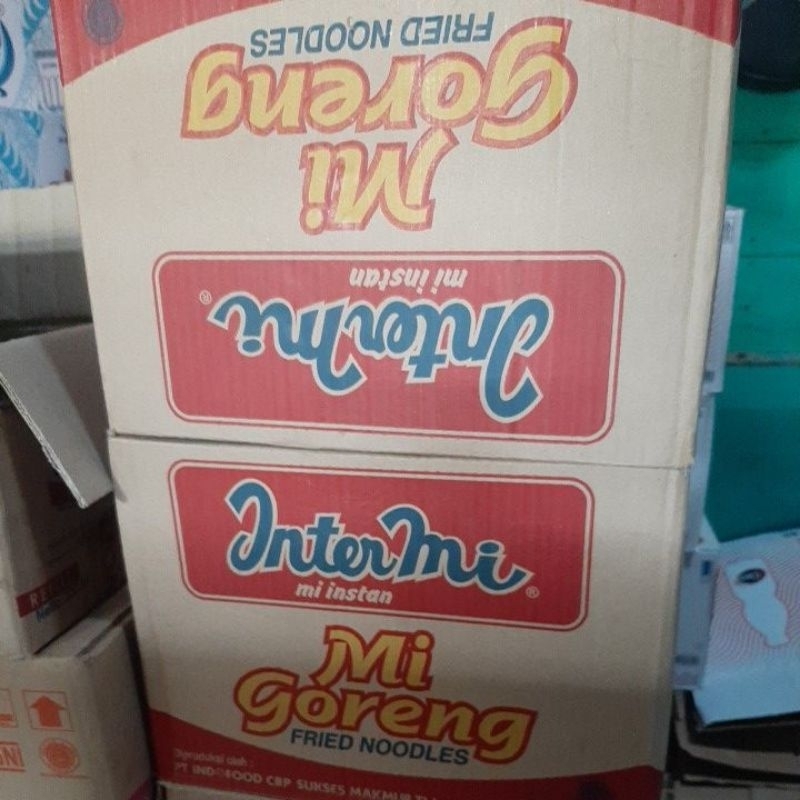 FRIED NOODLES
Mi
Goreng
mi instan
InterMi®
InterMi®
mi instan
Mi
Goreng
FRIED NOODLES
Diproduksi oleh :
PT INDOFOOD CBP SUKSES MAKMUR